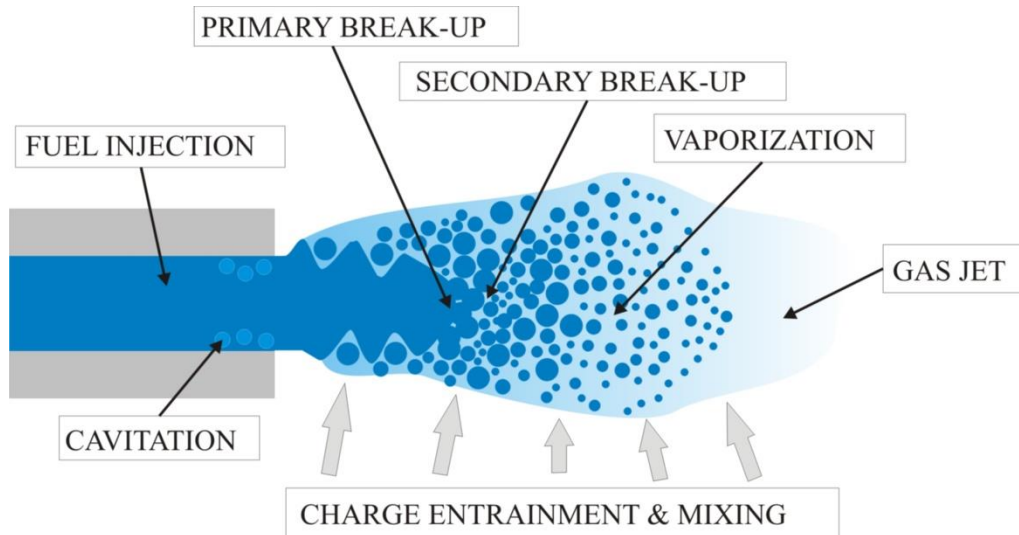 PRIMARY BREAK-UP
SECONDARY BREAK-UP
FUEL INJECTION
VAPORIZATION
GAS JET
CAVITATION
CHARGE ENTRAINMENT & MIXING